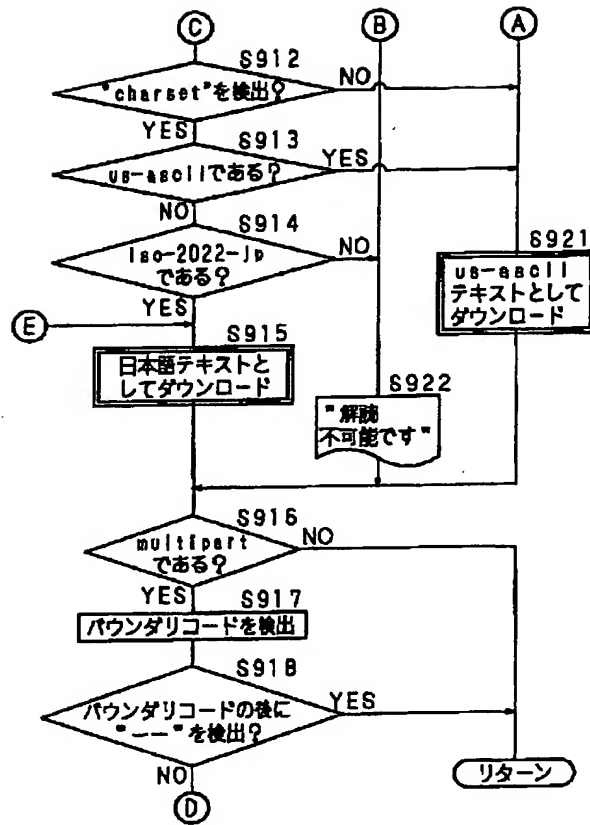 C
B
A
S912
"charset"を検出?
NO
YES
S913
us-asciiである?
YES
NO
S914
iso-2022-jp
である?
NO
YES
E
S921
us-ascii
テキストとして
ダウンロード
S915
日本語テキストと
してダウンロード
S922
"解読
不可能です"
S916
multipart
である?
NO
YES
S917
バウンダリコードを検出
S918
バウンダリコードの後に
"――"を検出?
YES
NO
D
リターン